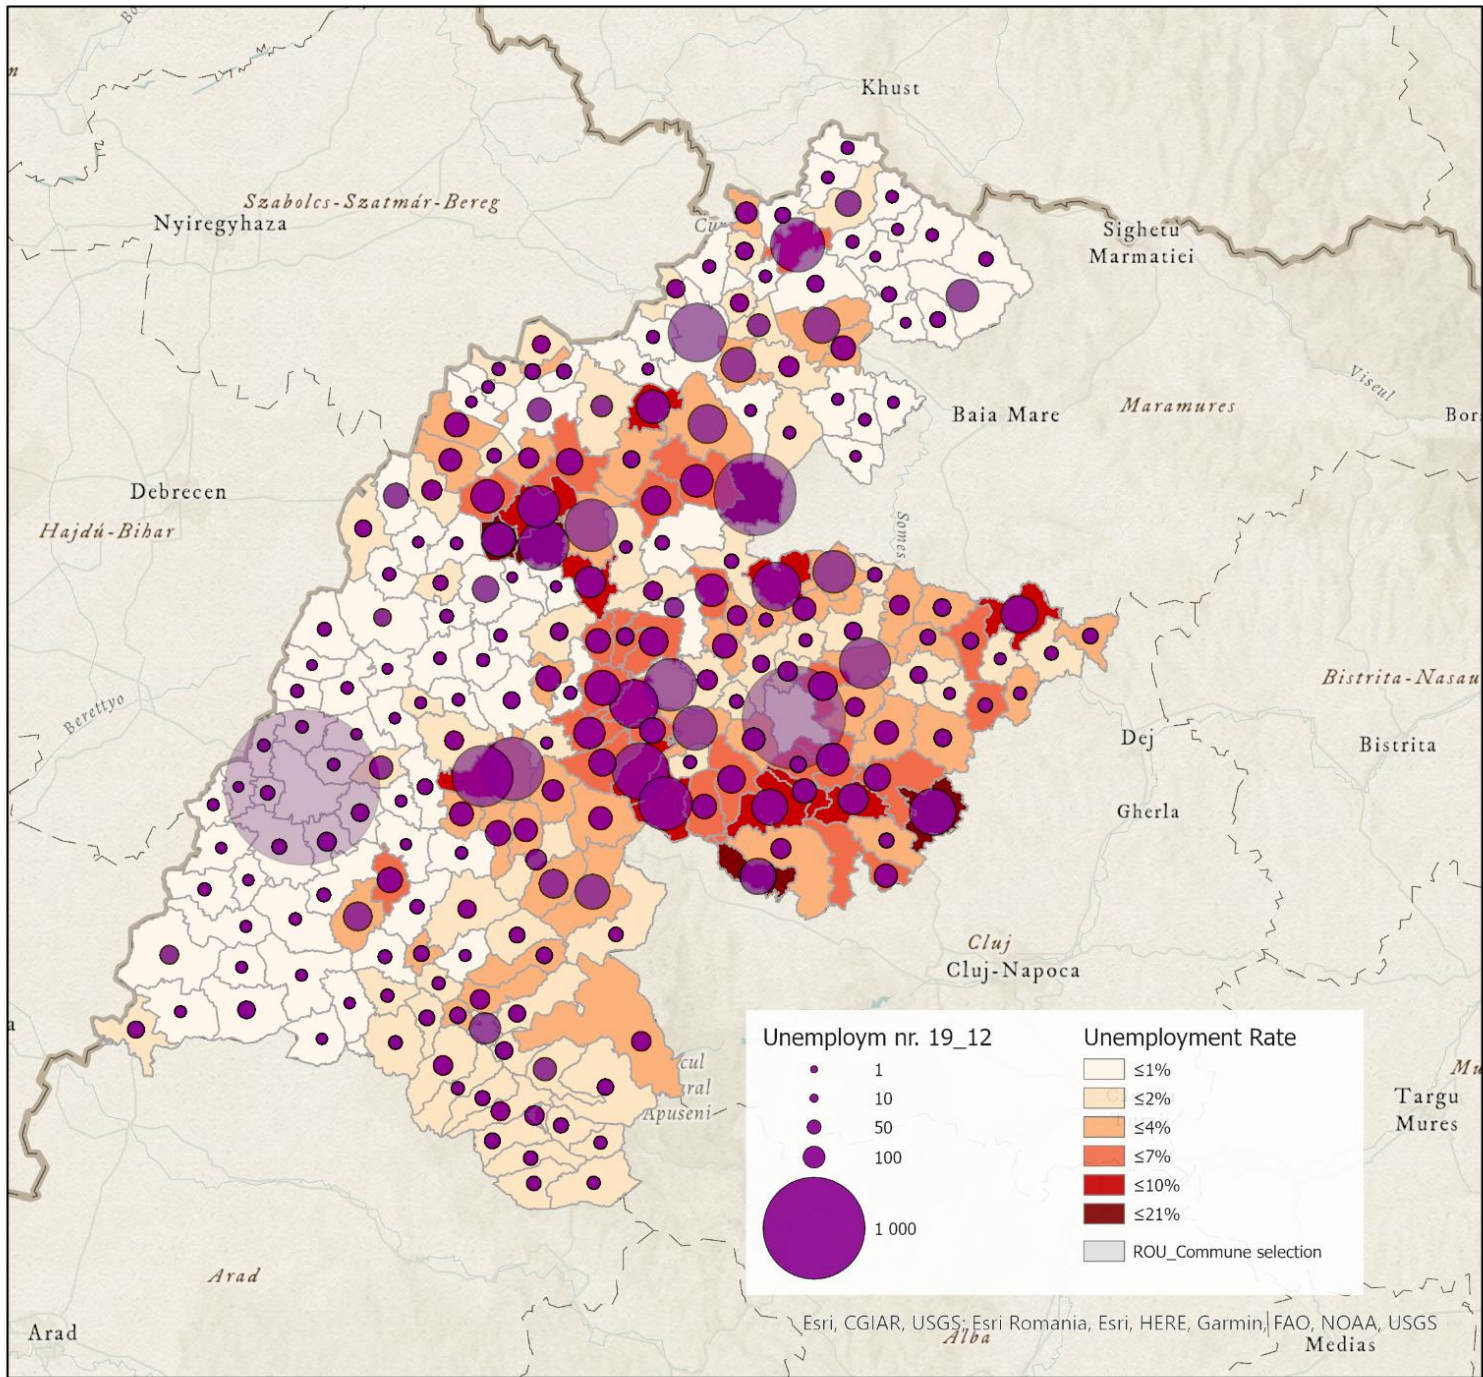 Khust
Szabolcs-Szatmár-Bereg
Nyiregyhaza
Sighetu
Marmatiei
Viseul
Baia Mare
Maramures
Bor
Debrecen
Hajdú-Bihar
Somes
Berettyo
Bistrita-Nasau
Dej
Bistrita
Gherla
Cluj
Cluj-Napoca
Unemploym nr. 19_12
1
10
50
100
1 000
Unemployment Rate
≤1%
≤2%
≤4%
≤7%
≤10%
≤21%
ROU_Commune selection
Apuseni
Mu
Targu
Mures
Arad
Arad
Esri, CGIAR, USGS; Esri Romania, Esri, HERE, Garmin, FAO, NOAA, USGS
Alba
Medias